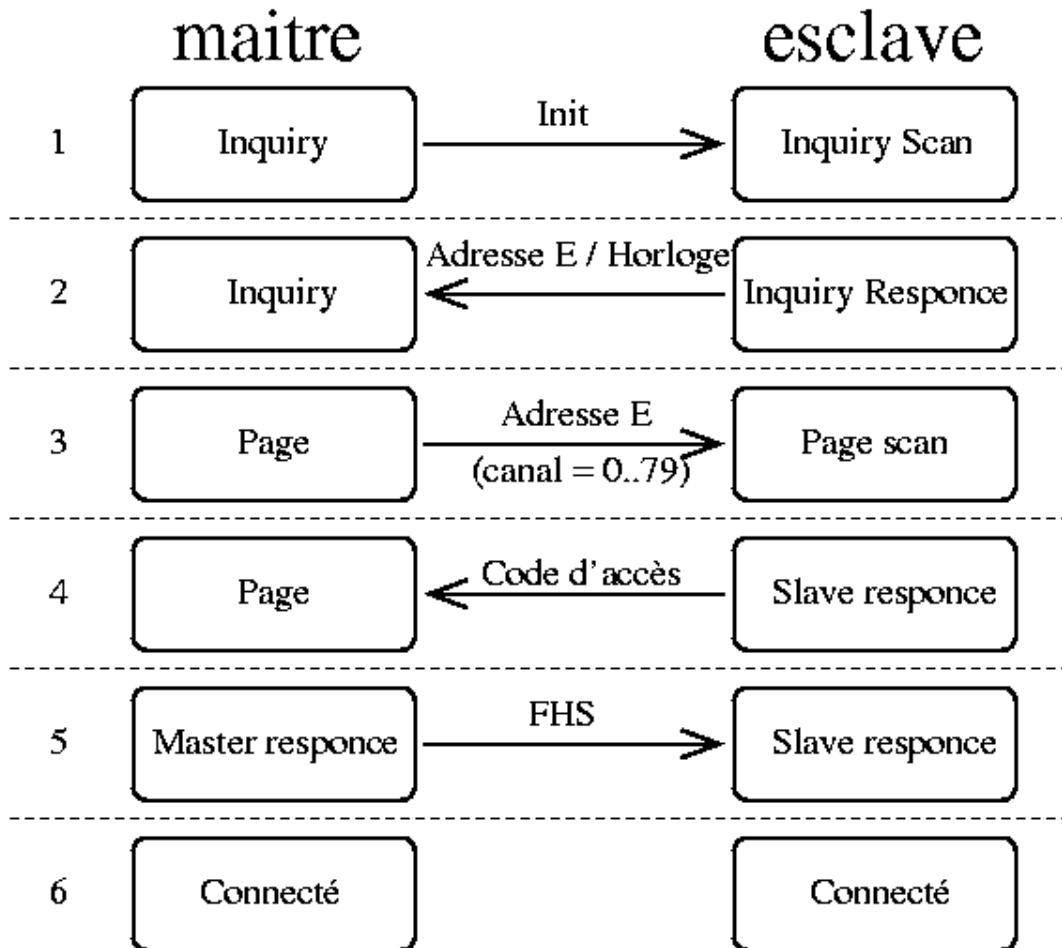 maitre esclave
1 Inquiry Init Inquiry Scan
2 Inquiry Adresse E / Horloge Inquiry Responce
3 Page Adresse E Page scan
(canal = 0..79)
4 Page Code d'accès Slave responce
5 Master responce FHS Slave responce
6 Connecté Connecté